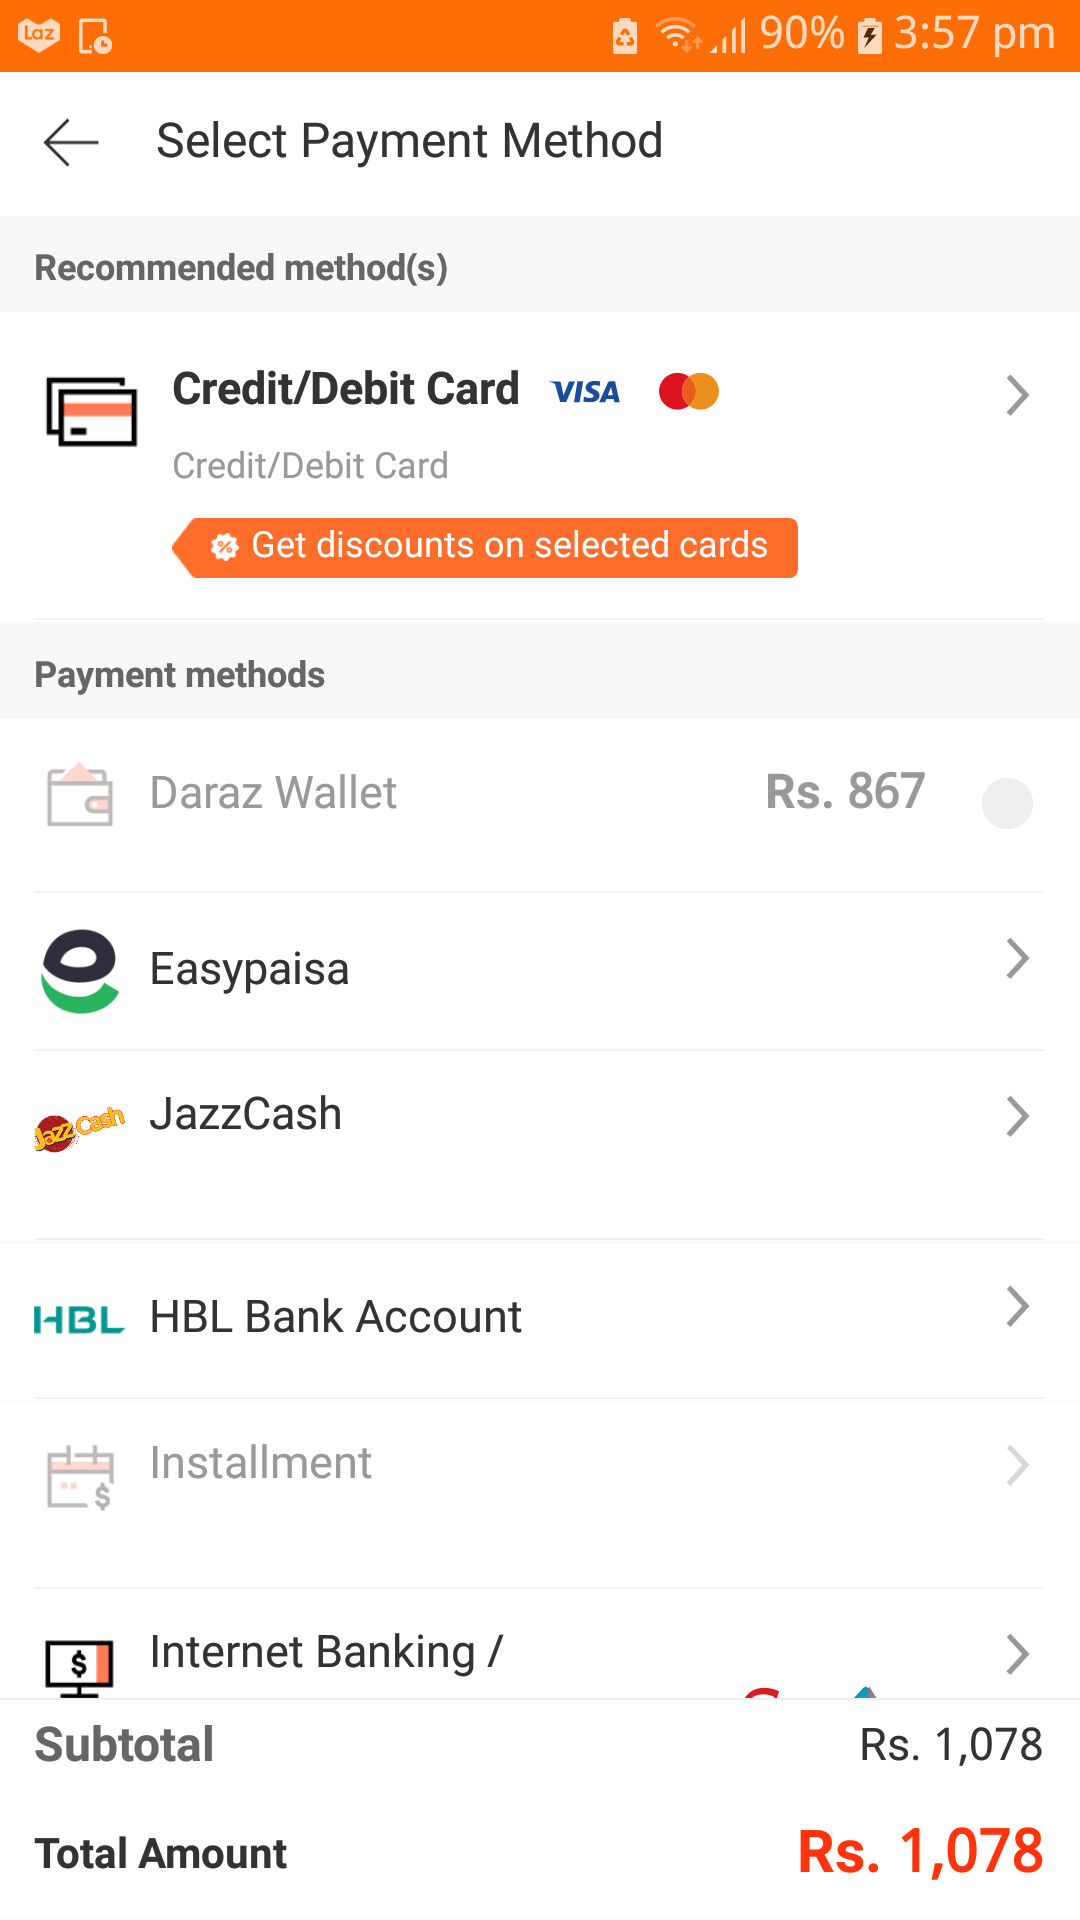 Laz 90% 3:57 pm
Select Payment Method
Recommended method(s)
Credit/Debit Card VISA
Credit/Debit Card
% Get discounts on selected cards
Payment methods
Daraz Wallet Rs. 867
Easypaisa
JazzCash JazzCash
HBL HBL Bank Account
$ Installment
$ Internet Banking /
Subtotal Rs. 1,078
Total Amount Rs. 1,078